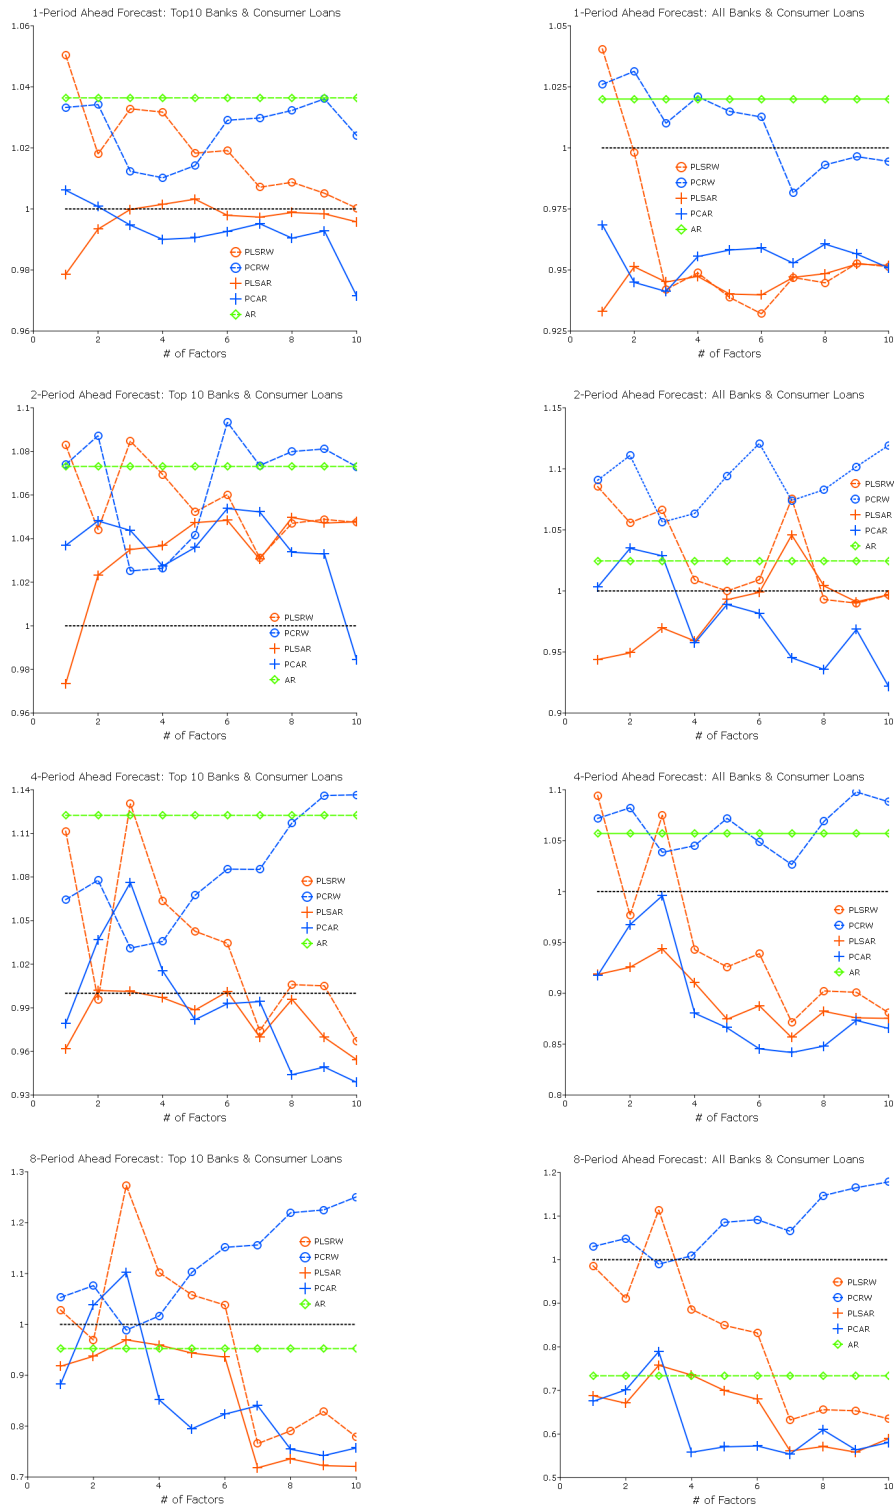 1-Period Ahead Forecast: Top10 Banks & Consumer Loans
1.06
1.04
1.02
1
0.98
0.96
PLSRW
PCRW
PLSAR
PCAR
AR
0 2 4 6 8 10
# of Factors
1-Period Ahead Forecast: All Banks & Consumer Loans
1.05
1.025
1
0.975
0.95
0.925
PLSRW
PCRW
PLSAR
PCAR
AR
0 2 4 6 8 10
# of Factors
2-Period Ahead Forecast: Top 10 Banks & Consumer Loans
1.1
1.08
1.06
1.04
1.02
1
0.98
0.96
PLSRW
PCRW
PLSAR
PCAR
AR
0 2 4 6 8 10
# of Factors
2-Period Ahead Forecast: All Banks & Consumer Loans
1.15
1.1
1.05
1
0.95
0.9
PLSRW
PCRW
PLSAR
PCAR
AR
0 2 4 6 8 10
# of Factors
4-Period Ahead Forecast: Top 10 Banks & Consumer Loans
1.14
1.11
1.08
1.05
1.02
0.99
0.96
0.93
PLSRW
PCRW
PLSAR
PCAR
AR
0 2 4 6 8 10
# of Factors
4-Period Ahead Forecast: All Banks & Consumer Loans
1.1
1.05
1
0.95
0.9
0.85
0.8
PLSRW
PCRW
PLSAR
PCAR
AR
0 2 4 6 8 10
# of Factors
8-Period Ahead Forecast: Top 10 Banks & Consumer Loans
1.3
1.2
1.1
1
0.9
0.8
0.7
PLSRW
PCRW
PLSAR
PCAR
AR
0 2 4 6 8 10
# of Factors
8-Period Ahead Forecast: All Banks & Consumer Loans
1.2
1.1
1
0.9
0.8
0.7
0.6
0.5
PLSRW
PCRW
PLSAR
PCAR
AR
0 2 4 6 8 10
# of Factors